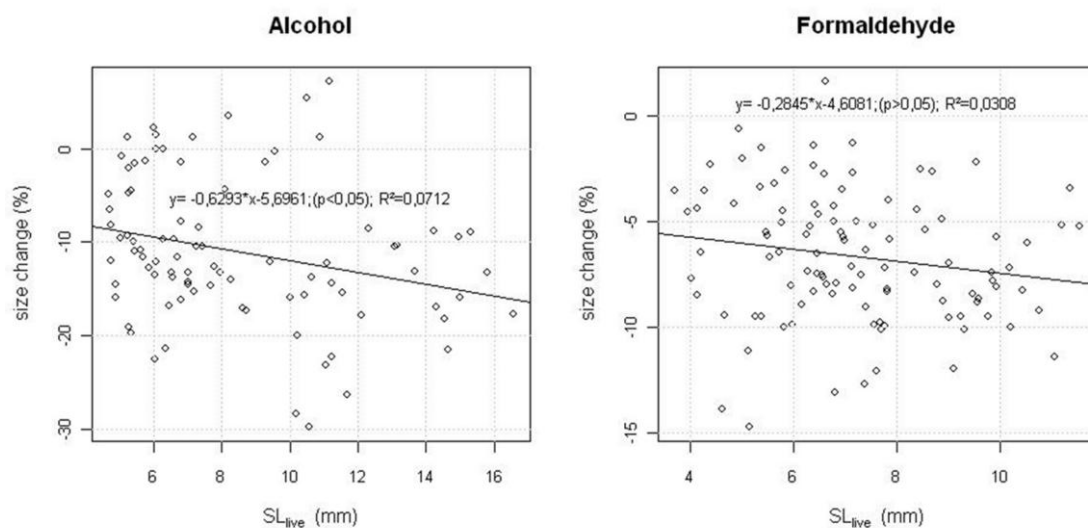 Alcohol
0
-10
-20
-30
size change (%)
y= -0,6293*x-5,6961; (p<0,05); R²=0,0712
6 8 10 12 14 16
SLlive (mm)
Formaldehyde
0
-5
-10
-15
size change (%)
y= -0,2845*x-4,6081; (p>0,05); R²=0,0308
4 6 8 10
SLlive (mm)